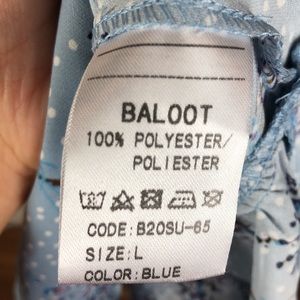 BALOOT
100% POLYESTER/
POLIESTER
CODE:B20SU-65
SIZE:L
COLOR:BLUE